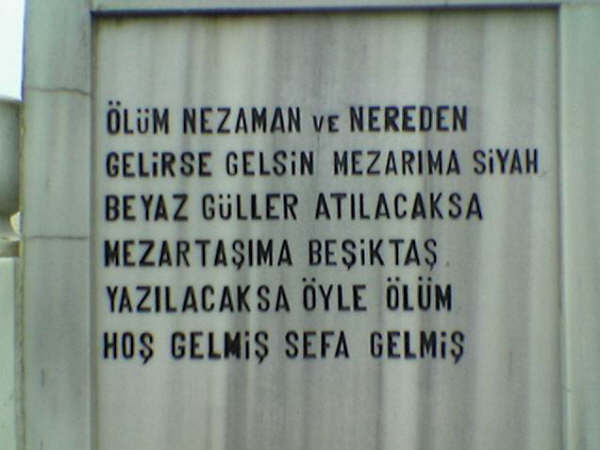 ÖLÜM NEZAMAN VE NEREDEN
GELİRSE GELSİN MEZARIMA SİYAH
BEYAZ GÜLLER ATILACAKSA
MEZARTAŞIMA BEŞİKTAŞ
YAZILACAKSA ÖYLE ÖLÜM
HOŞ GELMİŞ SEFA GELMİŞ